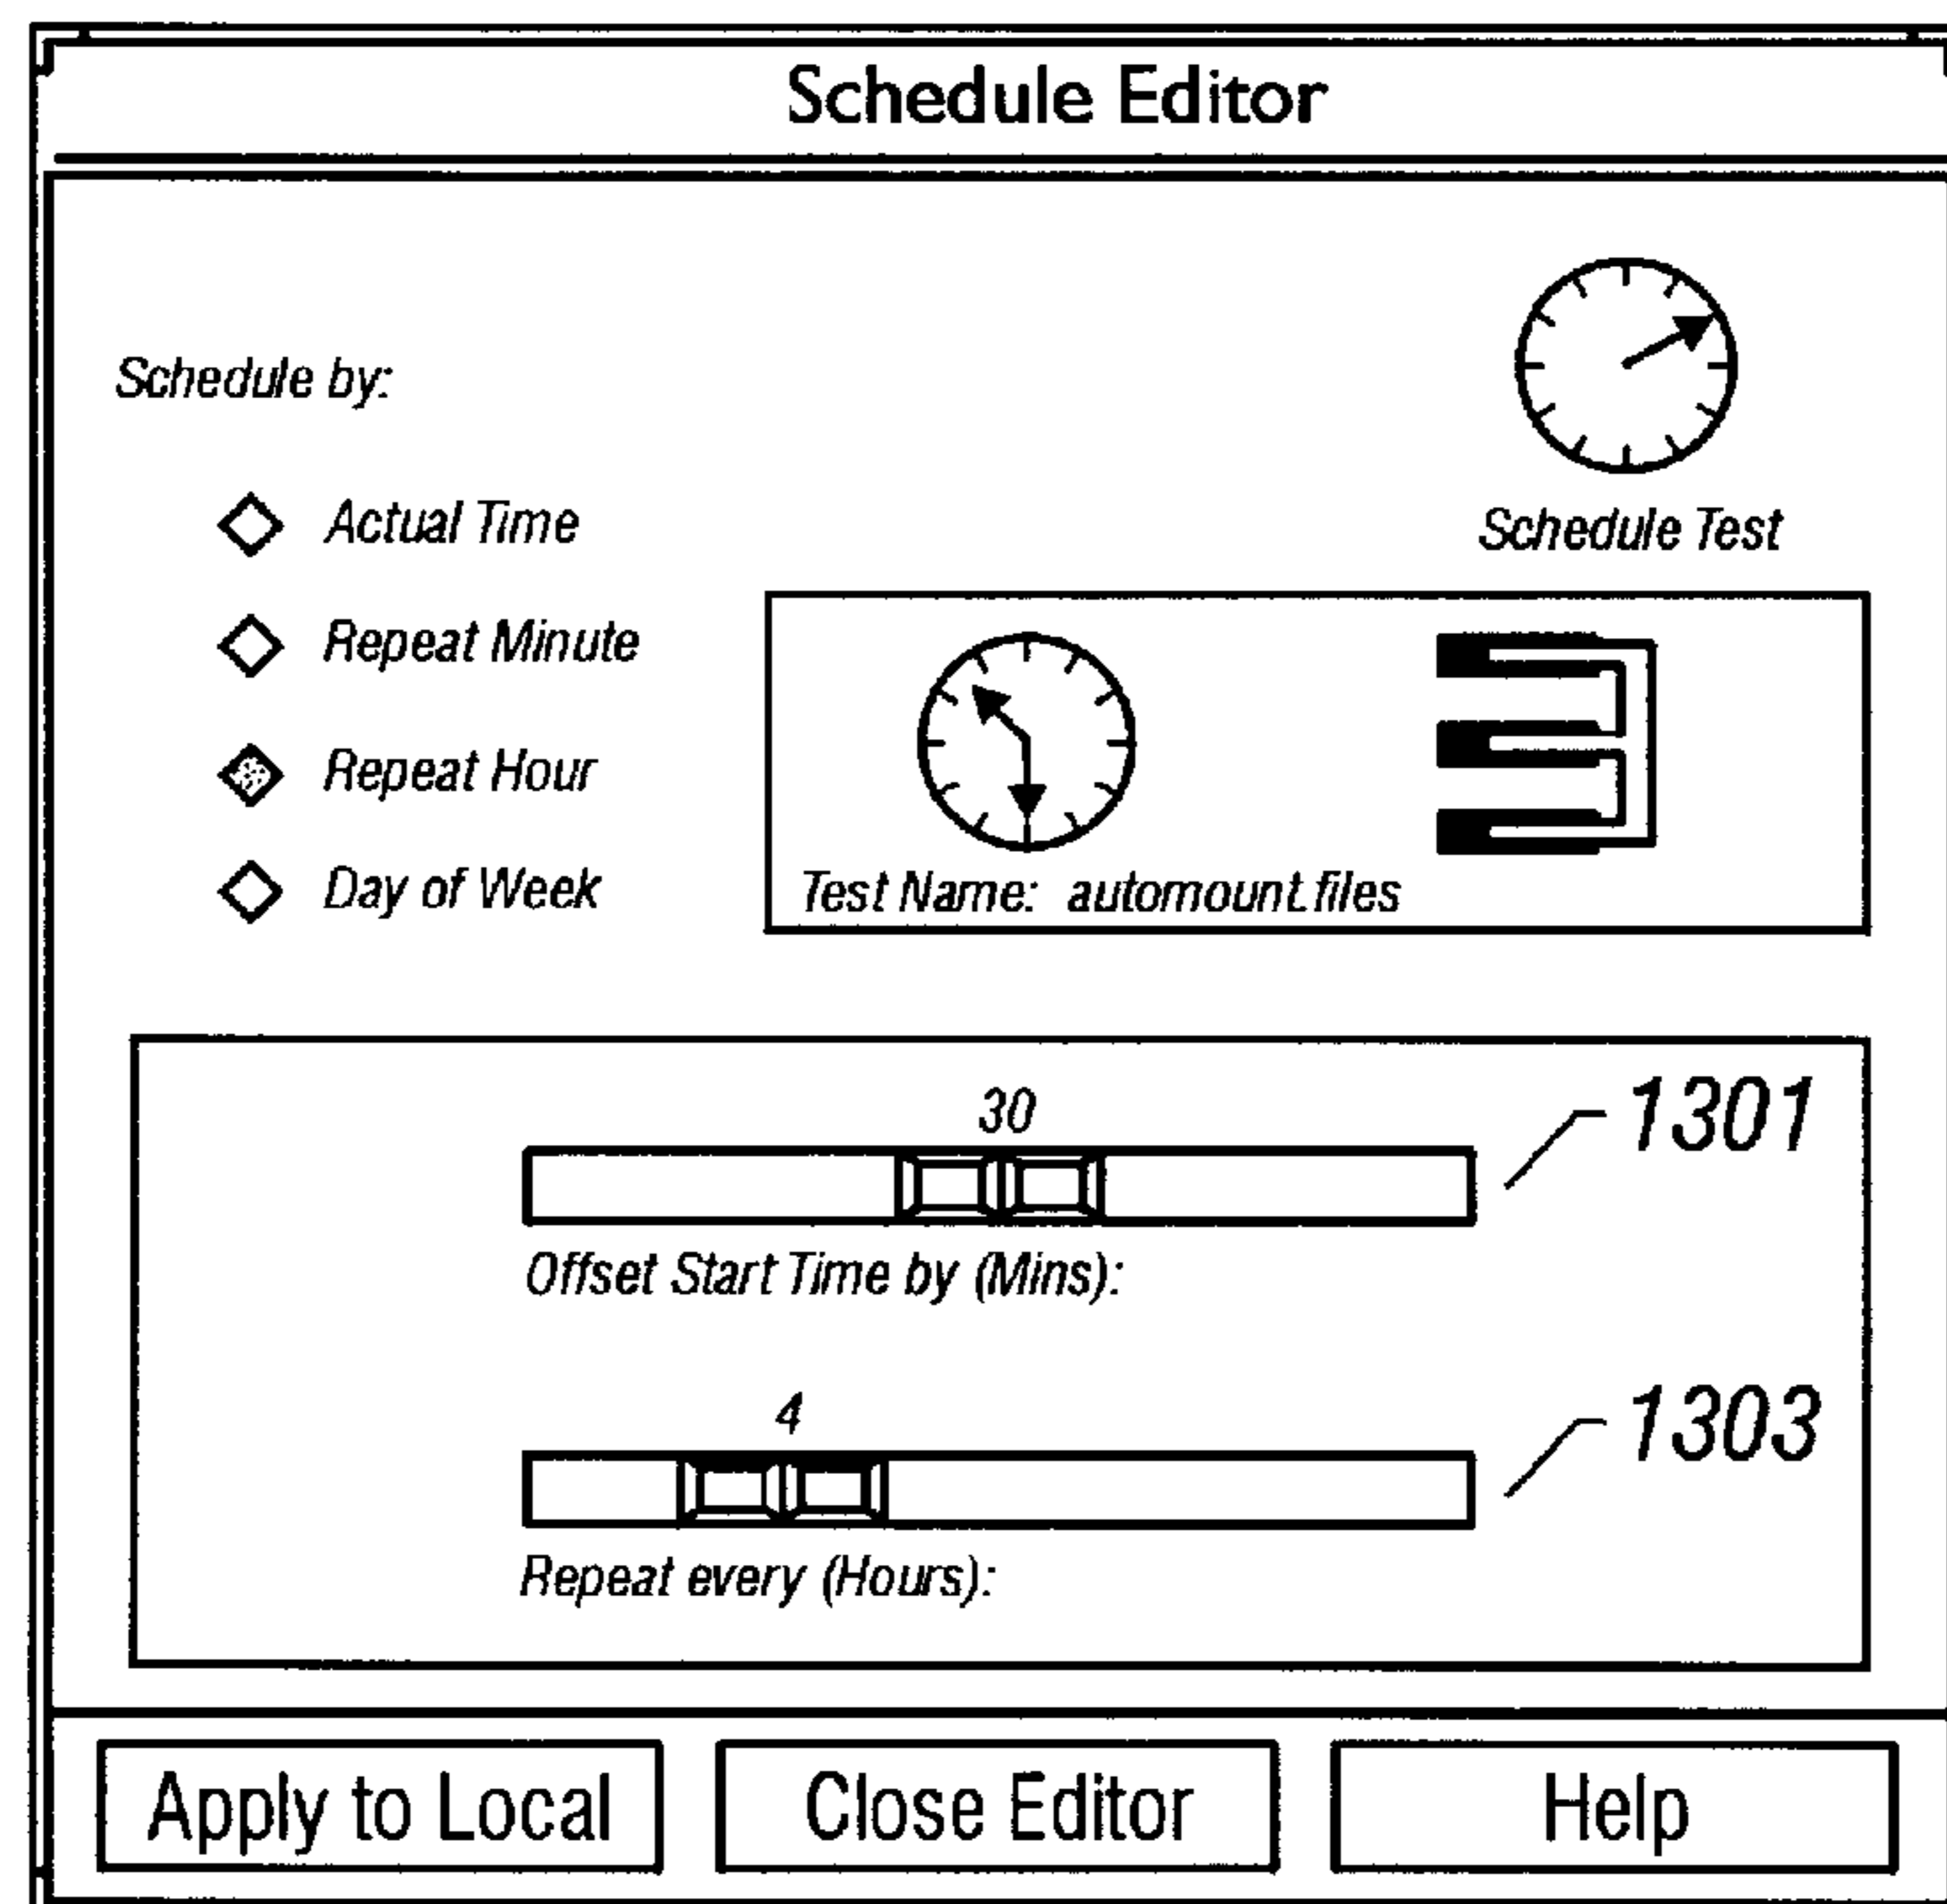 Schedule Editor
Schedule by:
Actual Time
Repeat Minute
Repeat Hour
Day of Week
Schedule Test
Test Name: automount.files
30
1301
Offset Start Time by (Mins):
4
1303
Repeat every (Hours):
Apply to Local
Close Editor
Help